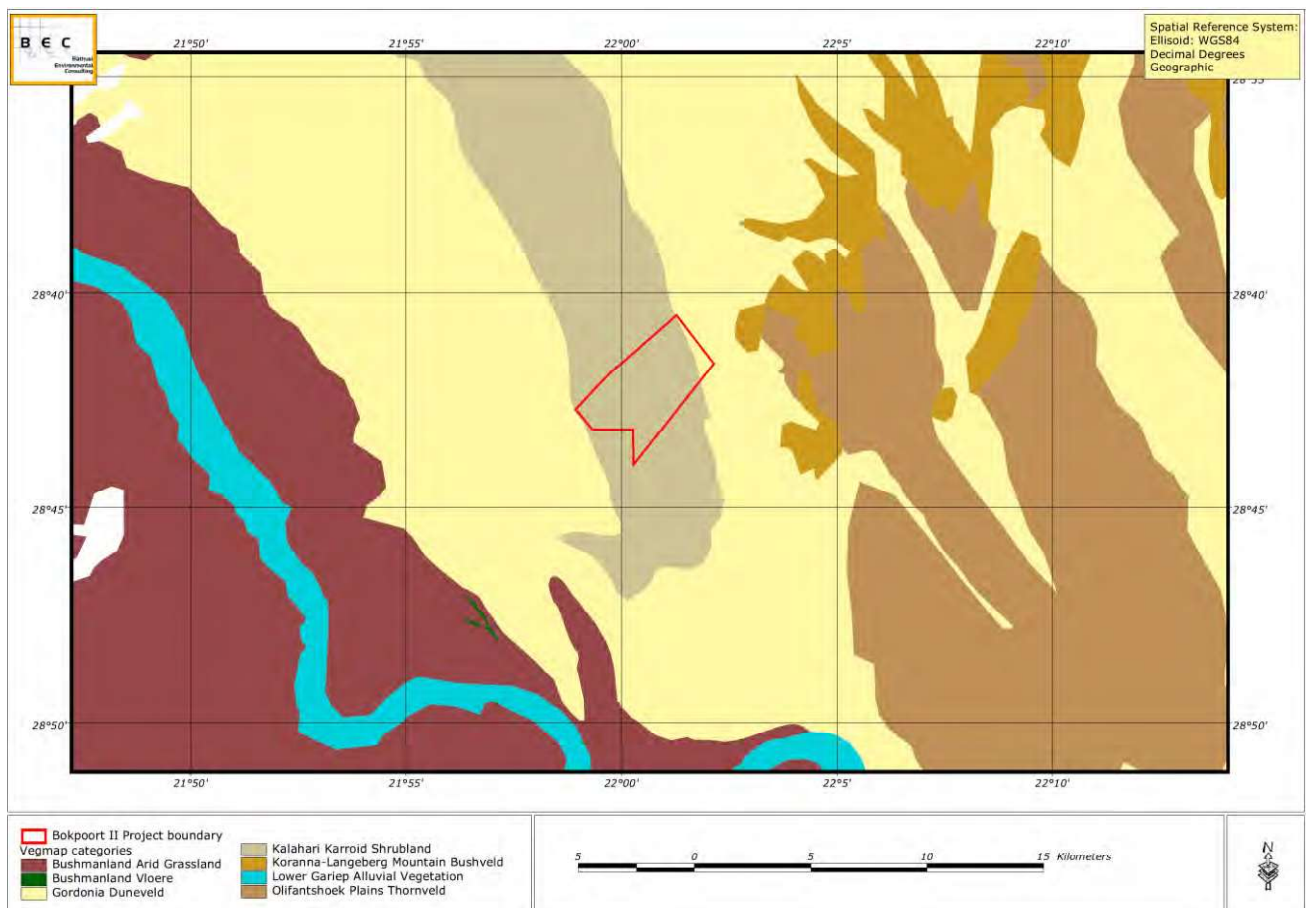 B E C
Environmental
Consulting
21°50' 21°55' 22°00' 22°5' 22°10'
Spatial Reference System:
Ellisoid: WGS84
Decimal Degrees
Geographic
28°40' 28°40'
28°45' 28°45'
28°50' 28°50'
21°50' 21°55' 22°00' 22°5' 22°10'
Bokpoort II Project boundary
Vegmap categories
Bushmanland Arid Grassland
Bushmanland Vloere
Gordonia Duneveld
Kalahari Karroid Shrubland
Koranna-Langeberg Mountain Bushveld
Lower Gariep Alluvial Vegetation
Olifantshoek Plains Thornveld
5 0 5 10 15 Kilometers
N